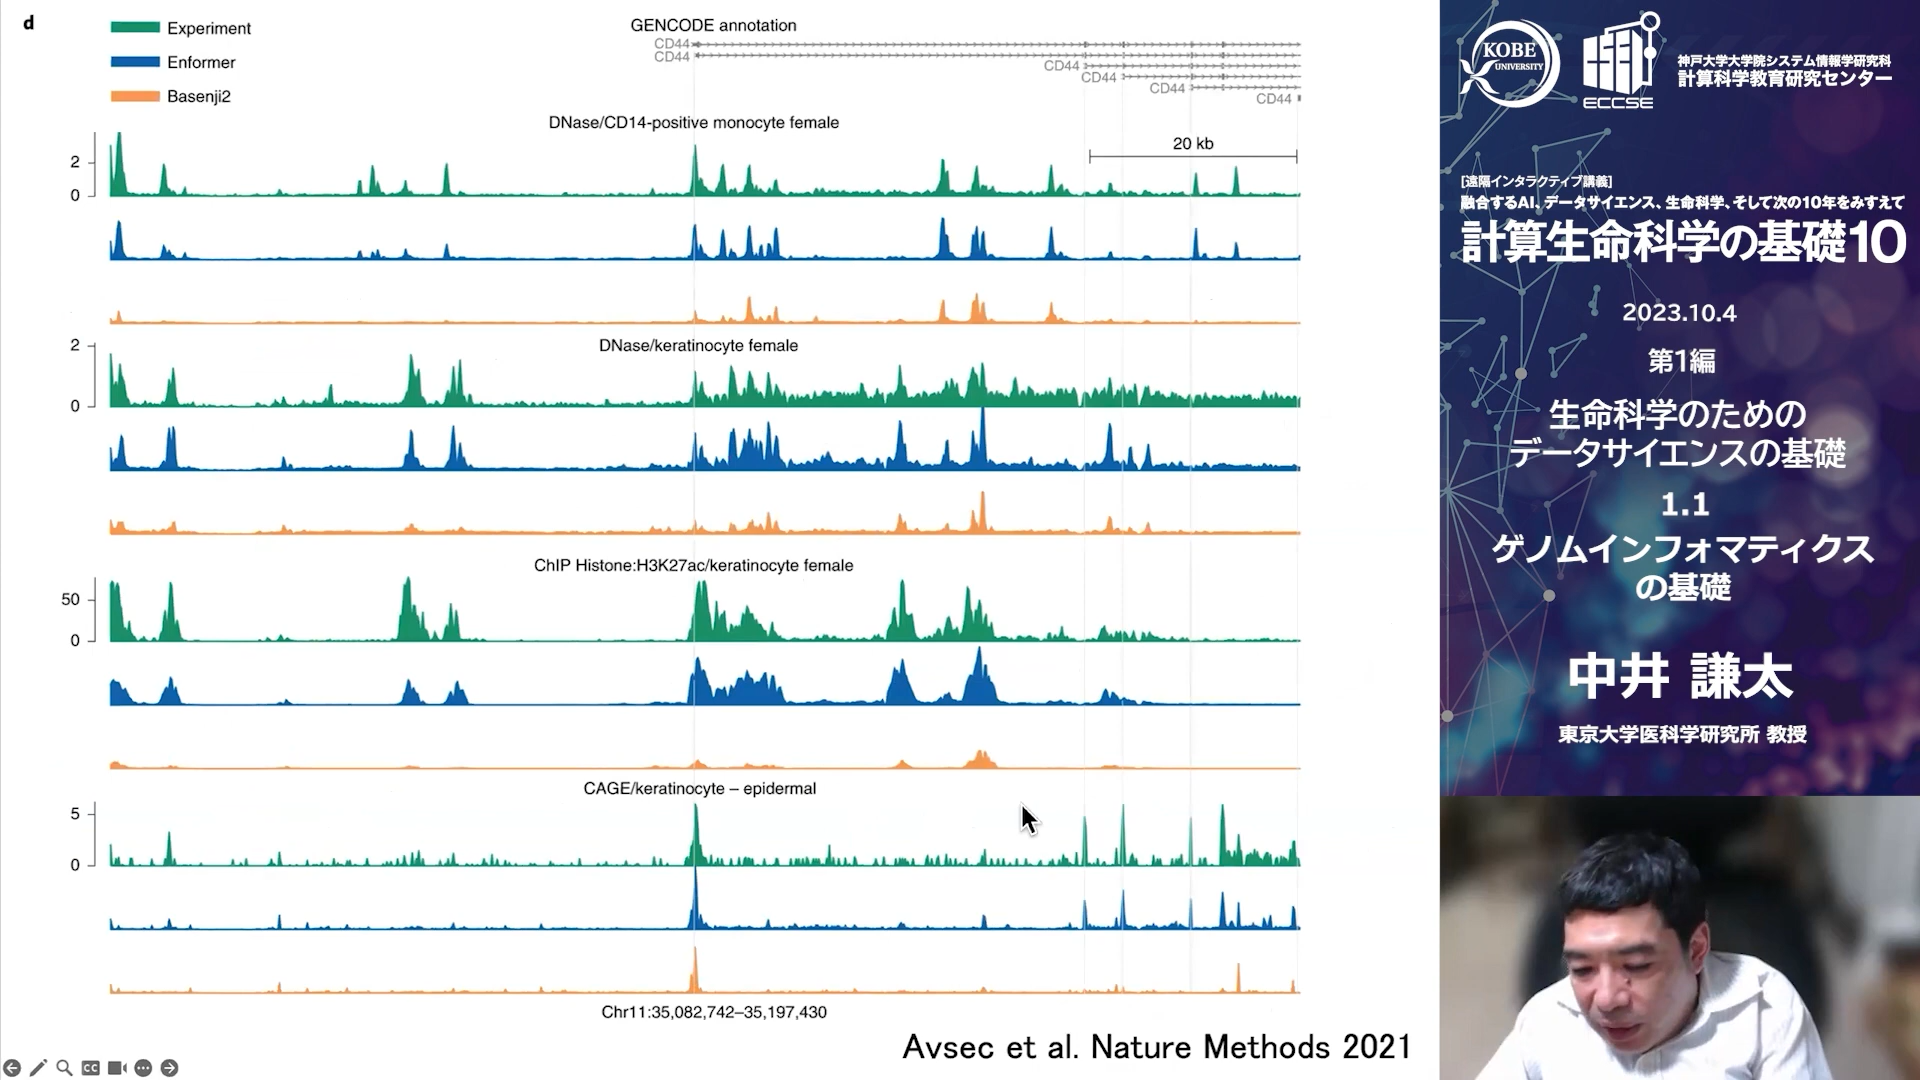 d
Experiment
Enformer
Basenji2
GENCODE annotation
CD44
CD44
CD44
CD44
CD44
CD44
DNase/CD14-positive monocyte female
20 kb
2
0
DNase/keratinocyte female
2
0
ChIP Histone:H3K27ac/keratinocyte female
50
0
CAGE/keratinocyte – epidermal
5
0
Chr11:35,082,742–35,197,430
Avsec et al. Nature Methods 2021
CC
KOBE
UNIVERSITY
ECCSE
神戸大学大学院システム情報学研究科
計算科学教育研究センター
[遠隔インタラクティブ講義]
融合するAI、データサイエンス、生命科学、そして次の10年をみすえて
計算生命科学の基礎10
2023.10.4
第1編
生命科学のための
データサイエンスの基礎
1.1
ゲノムインフォマティクス
の基礎
中井 謙太
東京大学医科学研究所 教授